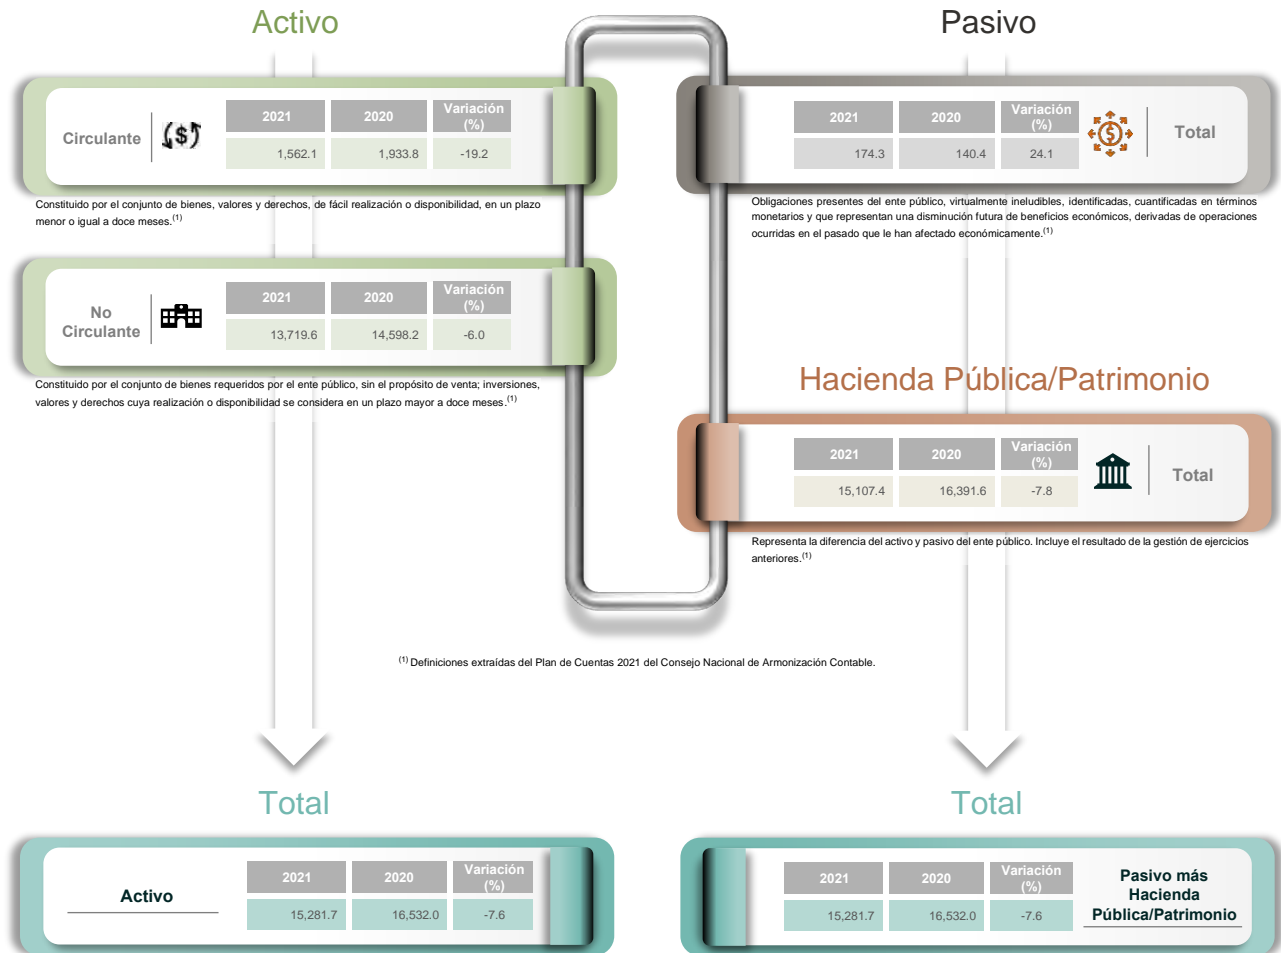 Activo
Circulante
($)
2021 2020 Variación
(%)
1,562.1 1,933.8 -19.2
Constituido por el conjunto de bienes, valores y derechos, de fácil realización o disponibilidad, en un plazo
menor o igual a doce meses.(1)
No
Circulante
2021 2020 Variación
(%)
13,719.6 14,598.2 -6.0
Constituido por el conjunto de bienes requeridos por el ente público, sin el propósito de venta; inversiones,
valores y derechos cuya realización o disponibilidad se considera en un plazo mayor a doce meses.(1)
Pasivo
2021 2020 Variación
(%)
174.3 140.4 24.1
$
Total
Obligaciones presentes del ente público, virtualmente ineludibles, identificadas, cuantificadas en términos
monetarios y que representan una disminución futura de beneficios económicos, derivadas de operaciones
ocurridas en el pasado que le han afectado económicamente.(1)
Hacienda Pública/Patrimonio
2021 2020 Variación
(%)
15,107.4 16,391.6 -7.8
Total
Representa la diferencia del activo y pasivo del ente público. Incluye el resultado de la gestión de ejercicios
anteriores.(1)
(1) Definiciones extraídas del Plan de Cuentas 2021 del Consejo Nacional de Armonización Contable.
Total
Activo
2021 2020 Variación
(%)
15,281.7 16,532.0 -7.6
Total
2021 2020 Variación
(%)
15,281.7 16,532.0 -7.6
Pasivo más
Hacienda
Pública/Patrimonio